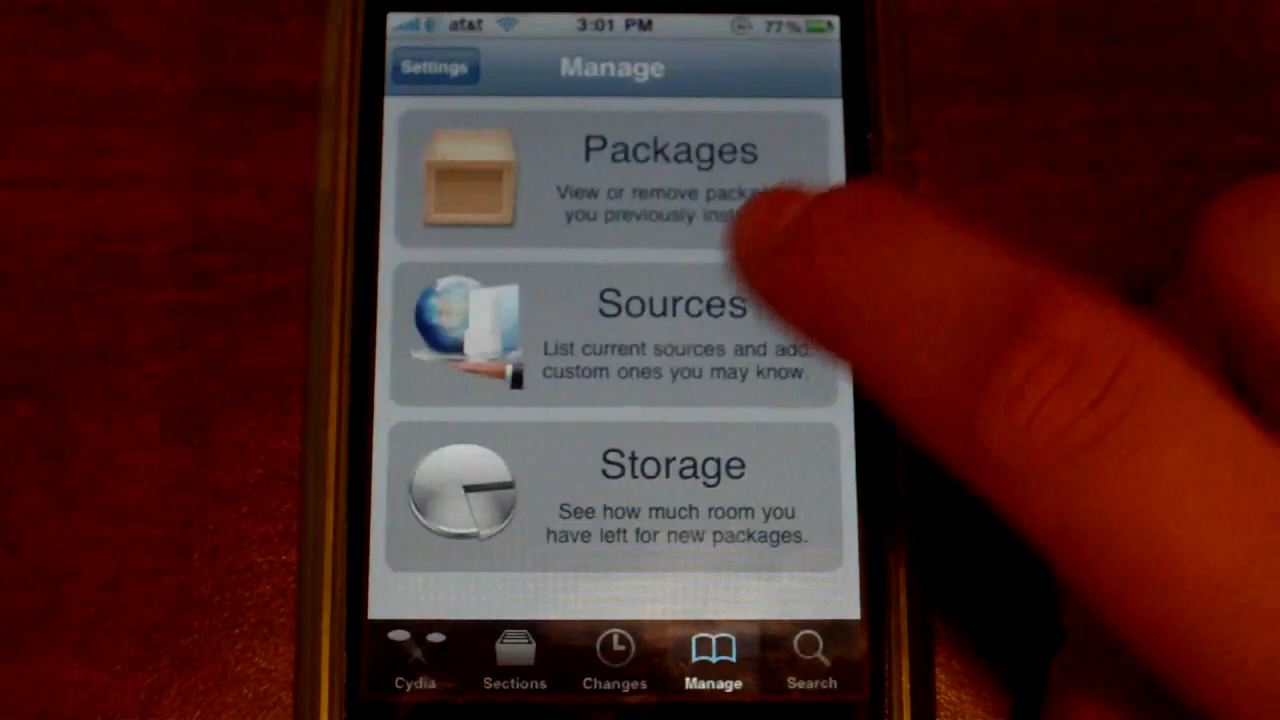 at&t 3:01 PM 77%
Settings Manage
Packages
View or remove
you previously
Sources
List current sources and add
custom ones you may know.
Storage
See how much room you
have left for new packages.
Cydia Sections Changes Manage Search